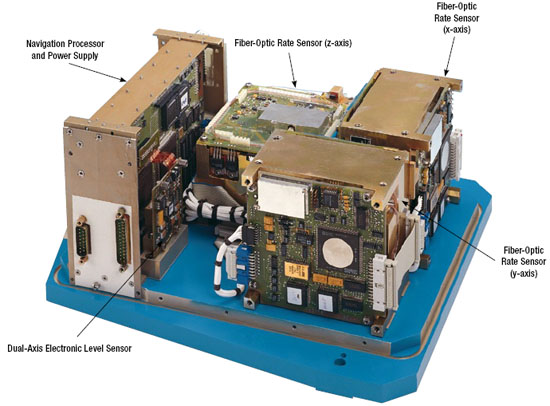 Fiber-Optic
Rate Sensor
(x-axis)
Navigation Processor
and Power Supply
Fiber-Optic Rate Sensor (z-axis)
Fiber-Optic
Rate Sensor
(y-axis)
Dual-Axis Electronic Level Sensor